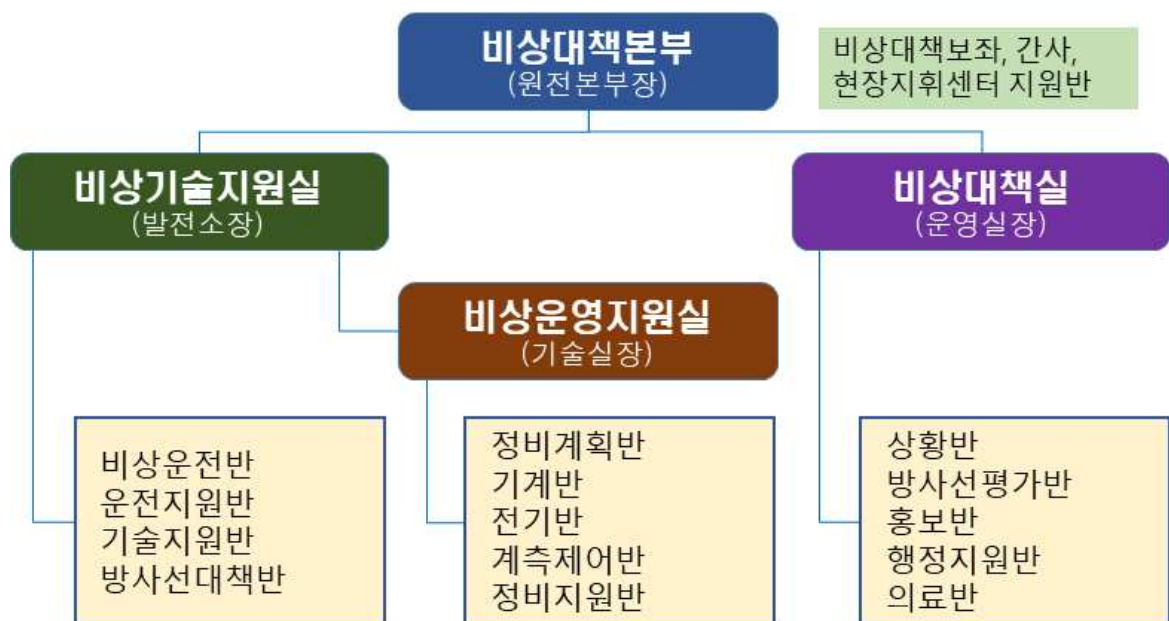 비상대책본부
(원전본부장)
비상대책보좌, 간사,
현장지휘센터 지원반
비상기술지원실
(발전소장)
비상대책실
(운영실장)
비상운영지원실
(기술실장)
비상운전반
운전지원반
기술지원반
방사선대책반
정비계획반
기계반
전기반
계측제어반
정비지원반
상황반
방사선평가반
홍보반
행정지원반
의료반